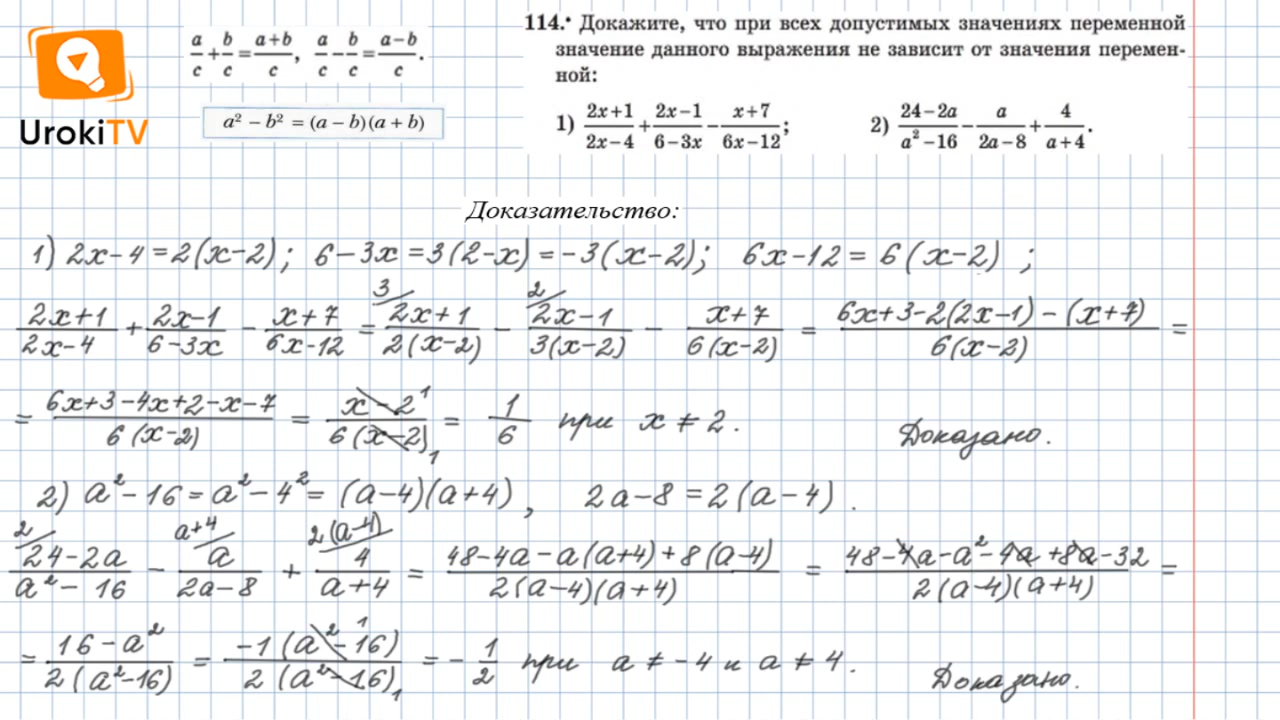 UrokiTV
a/c + b/c = (a+b)/c, a/c − b/c = (a−b)/c.
a² − b² = (a − b)(a + b)
114.• Докажите, что при всех допустимых значениях переменной
значение данного выражения не зависит от значения перемен-
ной:
1) (2x+1)/(2x−4) + (2x−1)/(6−3x) − (x+7)/(6x−12); 2) (24−2a)/(a²−16) − a/(2a−8) + 4/(a+4).
Доказательство:
1) 2x−4 = 2(x−2); 6−3x = 3(2−x) = −3(x−2); 6x−12 = 6(x−2) ;
(2x+1)/(2x−4) + (2x−1)/(6−3x) − (x+7)/(6x−12) = ³⁄(2x+1)/(2(x−2)) − ²⁄(2x−1)/(3(x−2)) − (x+7)/(6(x−2)) = (6x+3−2(2x−1)−(x+7))/(6(x−2)) =
= (6x+3−4x+2−x−7)/(6(x−2)) = (x−2)¹/(6(x−2)₁) = 1/6 при x ≠ 2. Доказано.
2) a²−16 = a²−4² = (a−4)(a+4), 2a−8 = 2(a−4).
²⁄(24−2a)/(a²−16) − ᵃ⁺⁴⁄a/(2a−8) + ²⁽ᵃ⁻⁴⁾⁄4/(a+4) = (48−4a−a(a+4)+8(a−4))/(2(a−4)(a+4)) = (48−4a−a²−4a+8a−32)/(2(a−4)(a+4)) =
= (16−a²)/(2(a²−16)) = (−1(a²−16)¹)/(2(a²−16)₁) = −1/2 при a ≠ −4 и a ≠ 4. Доказано.